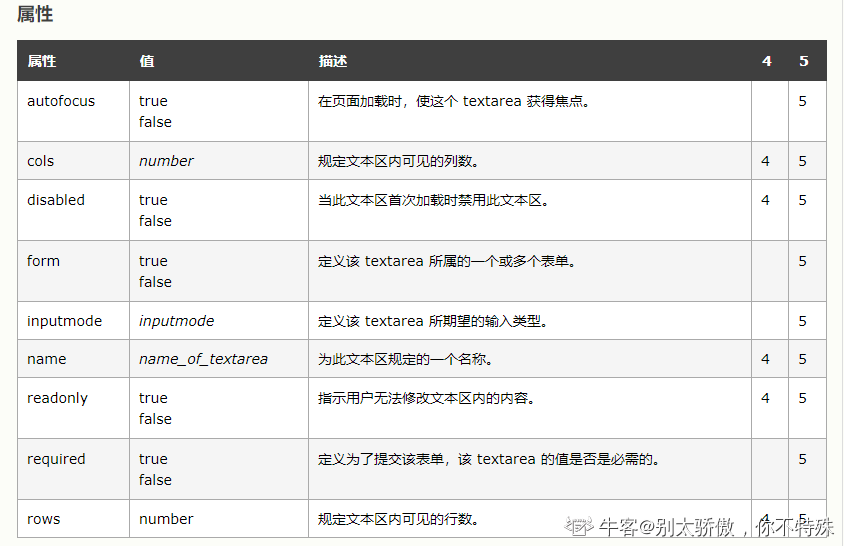 属性
属性 值 描述 4 5
autofocus true 在页面加载时，使这个 textarea 获得焦点。 5
false
cols number 规定文本区内可见的列数。 4 5
disabled true 当此文本区首次加载时禁用此文本区。 4 5
false
form true 定义该 textarea 所属的一个或多个表单。 5
false
inputmode inputmode 定义该 textarea 所期望的输入类型。 5
name name_of_textarea 为此文本区规定的一个名称。 4 5
readonly true 指示用户无法修改文本区内的内容。 4 5
false
required true 定义为了提交该表单，该 textarea 的值是否是必需的。 5
false
rows number 规定文本区内可见的行数。 4 5
牛客@别太骄傲，你不特殊